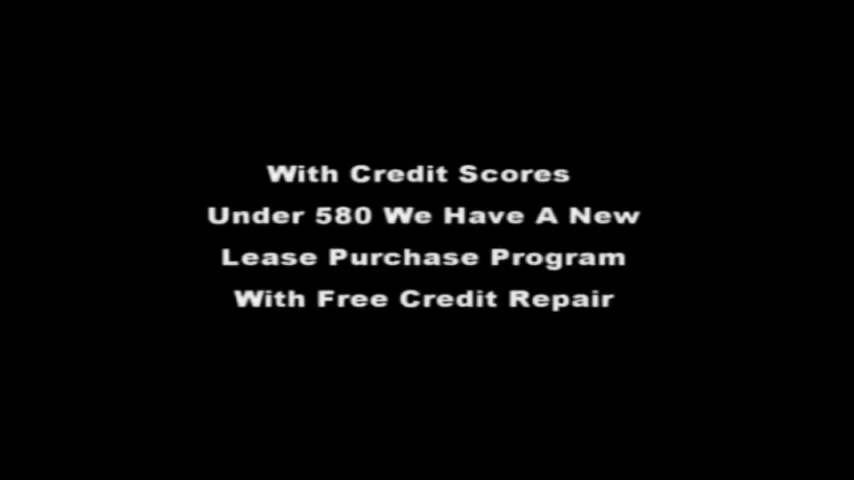 With Credit Scores
Under 580 We Have A New
Lease Purchase Program
With Free Credit Repair